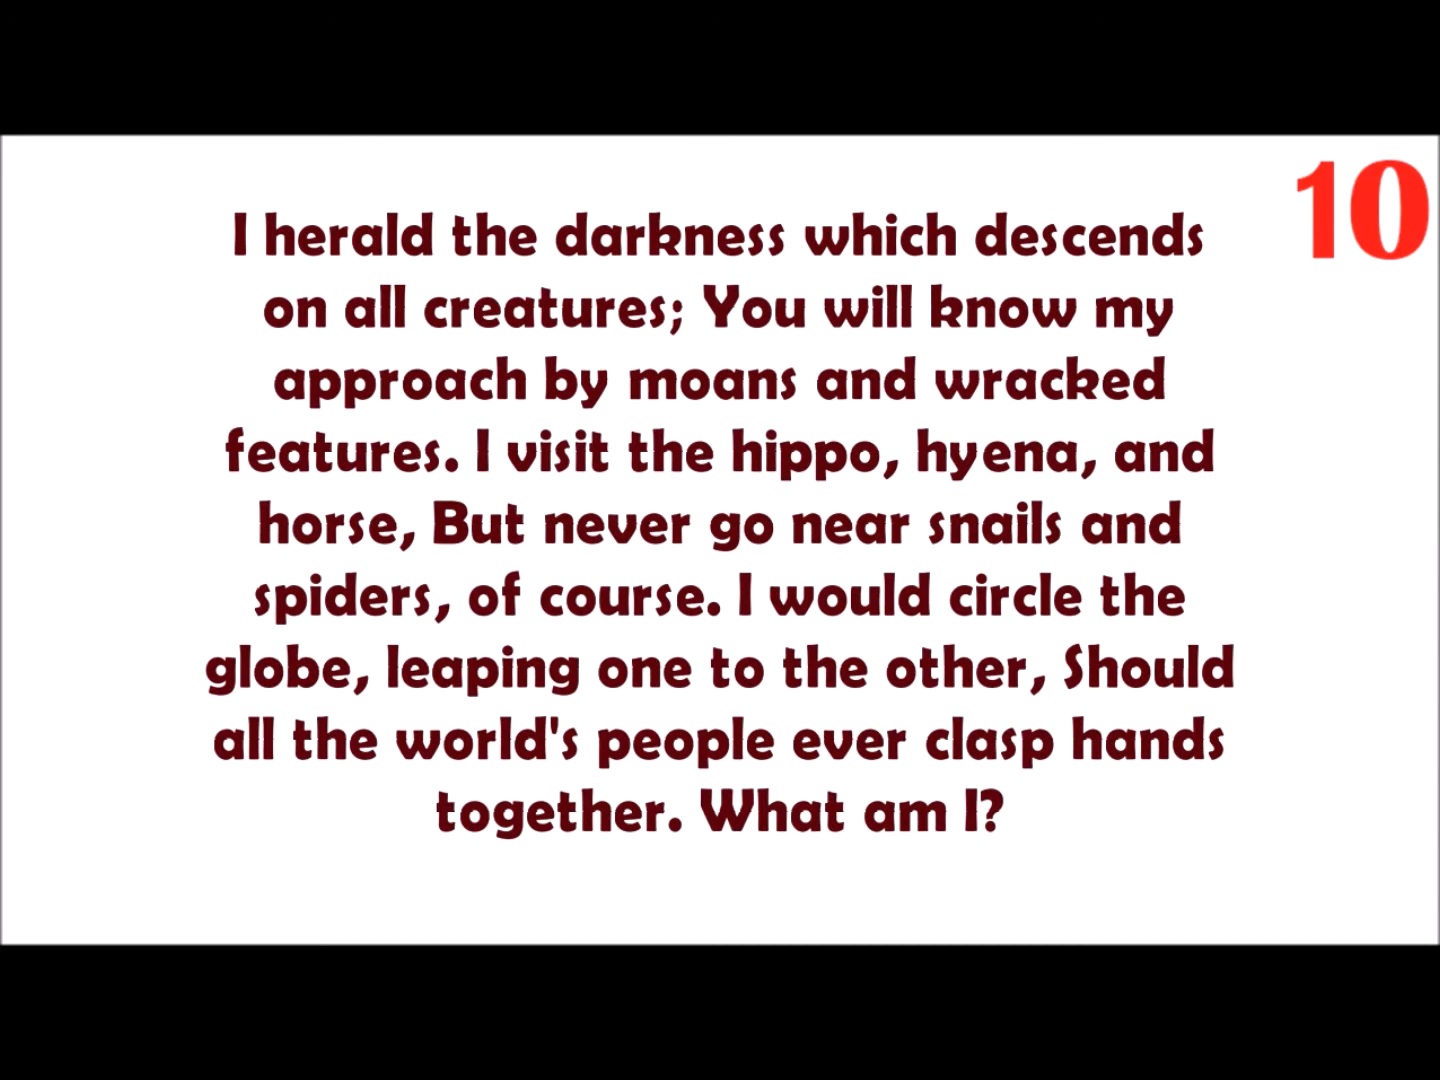 10
I herald the darkness which descends
on all creatures; You will know my
approach by moans and wracked
features. I visit the hippo, hyena, and
horse, But never go near snails and
spiders, of course. I would circle the
globe, leaping one to the other, Should
all the world's people ever clasp hands
together. What am I?